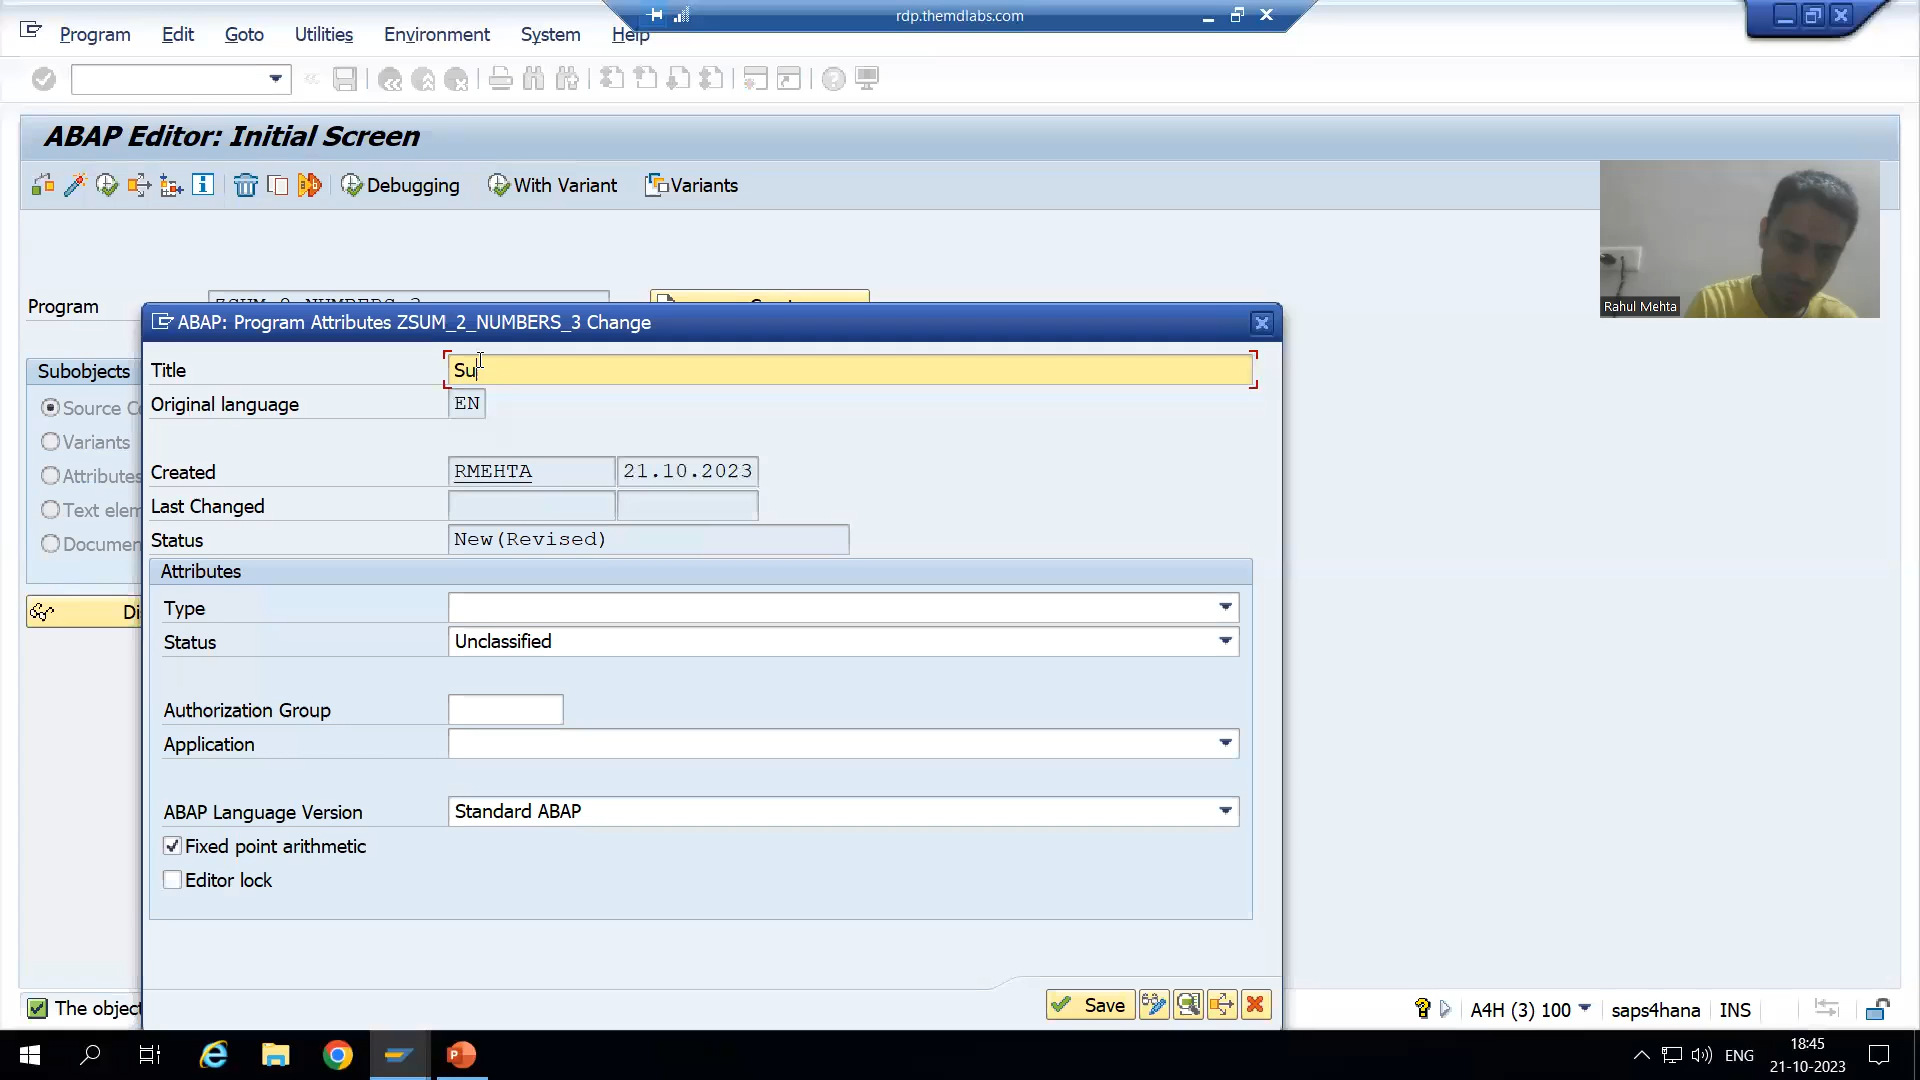 rdp.themdlabs.com
Program Edit Goto Utilities Environment System Help
ABAP Editor: Initial Screen
Debugging With Variant Variants
Rahul Mehta
Program ZSUM_2_NUMBERS_3
ABAP: Program Attributes ZSUM_2_NUMBERS_3 Change
Subobjects
Title Su
Original language EN
Source Co
Variants
Created RMEHTA 21.10.2023
Attributes
Last Changed
Text elem
Status New(Revised)
Documen
Attributes
Type
Di
Status Unclassified
Authorization Group
Application
ABAP Language Version Standard ABAP
Fixed point arithmetic
Editor lock
Save
The object
A4H (3) 100 saps4hana INS
18:45
ENG
21-10-2023